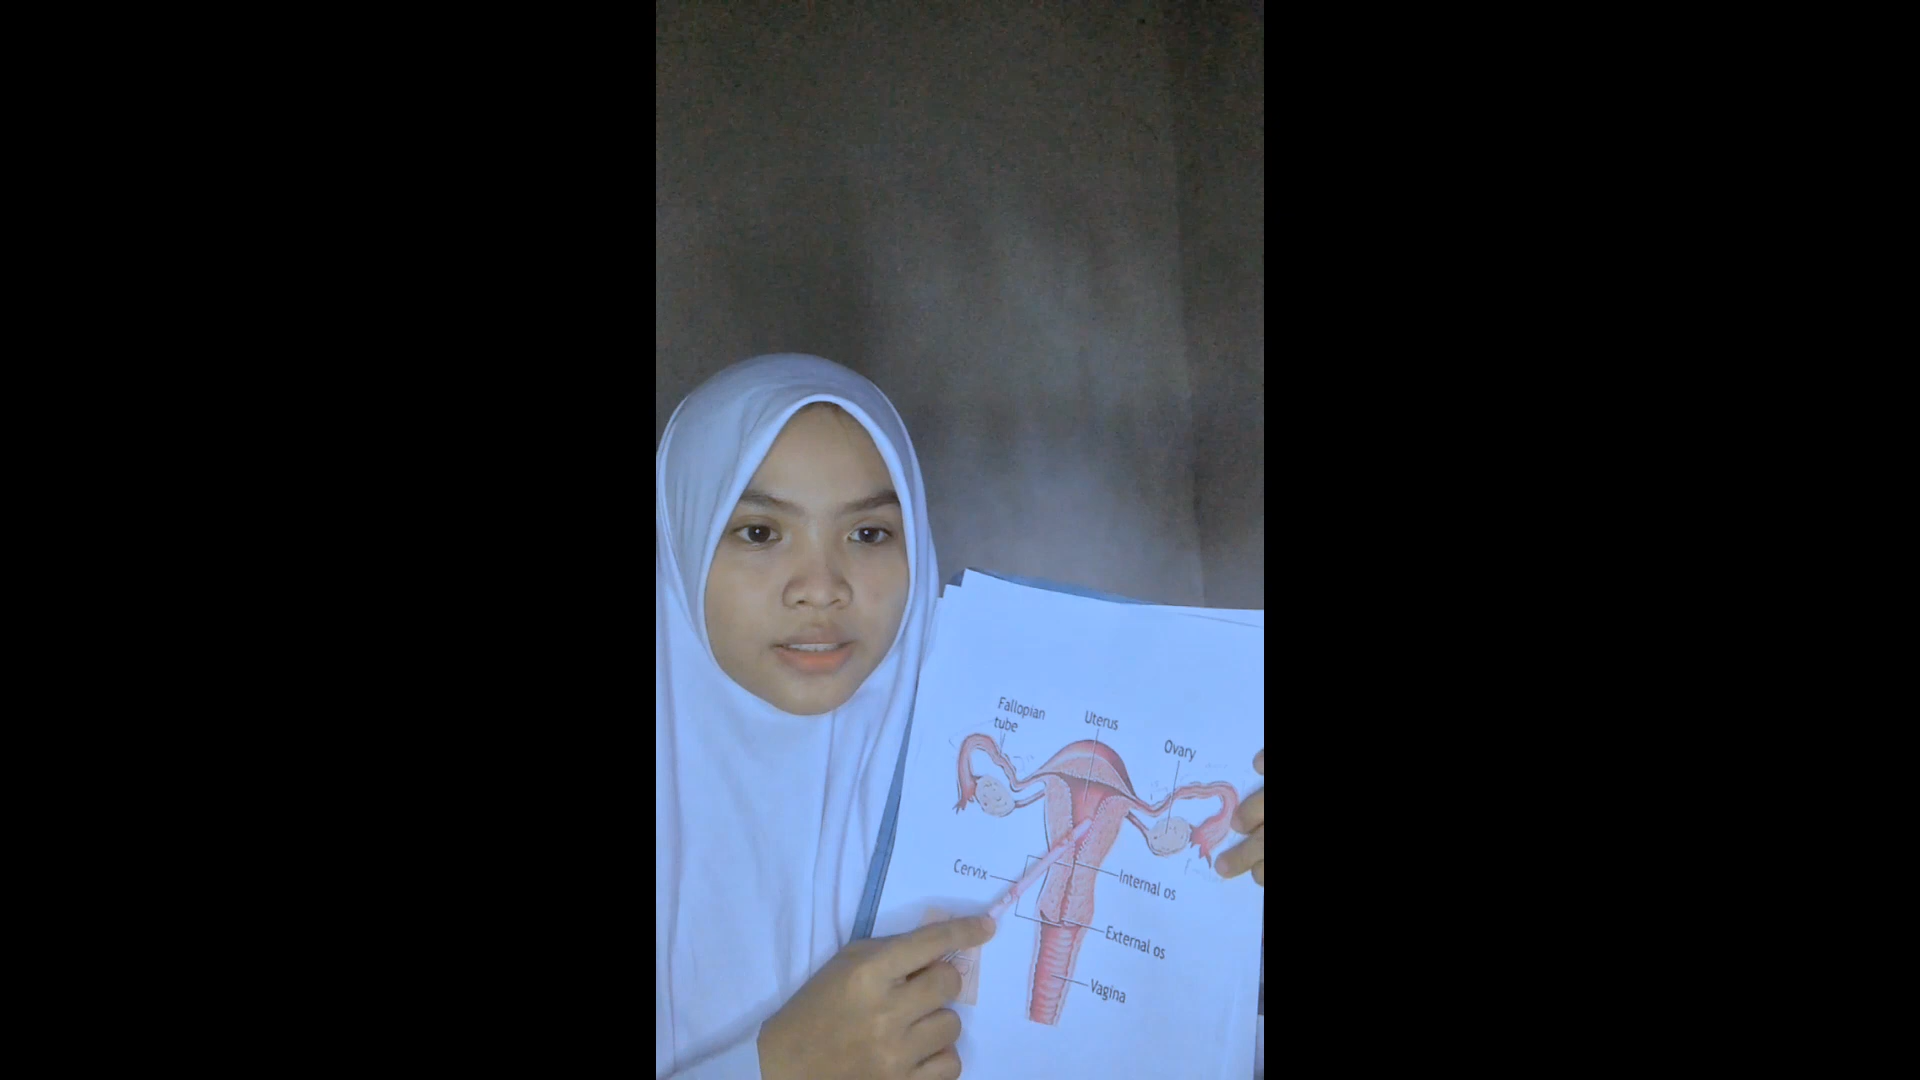 Fallopian
tube
Uterus
Ovary
Cervix
Internal os
External os
Vagina